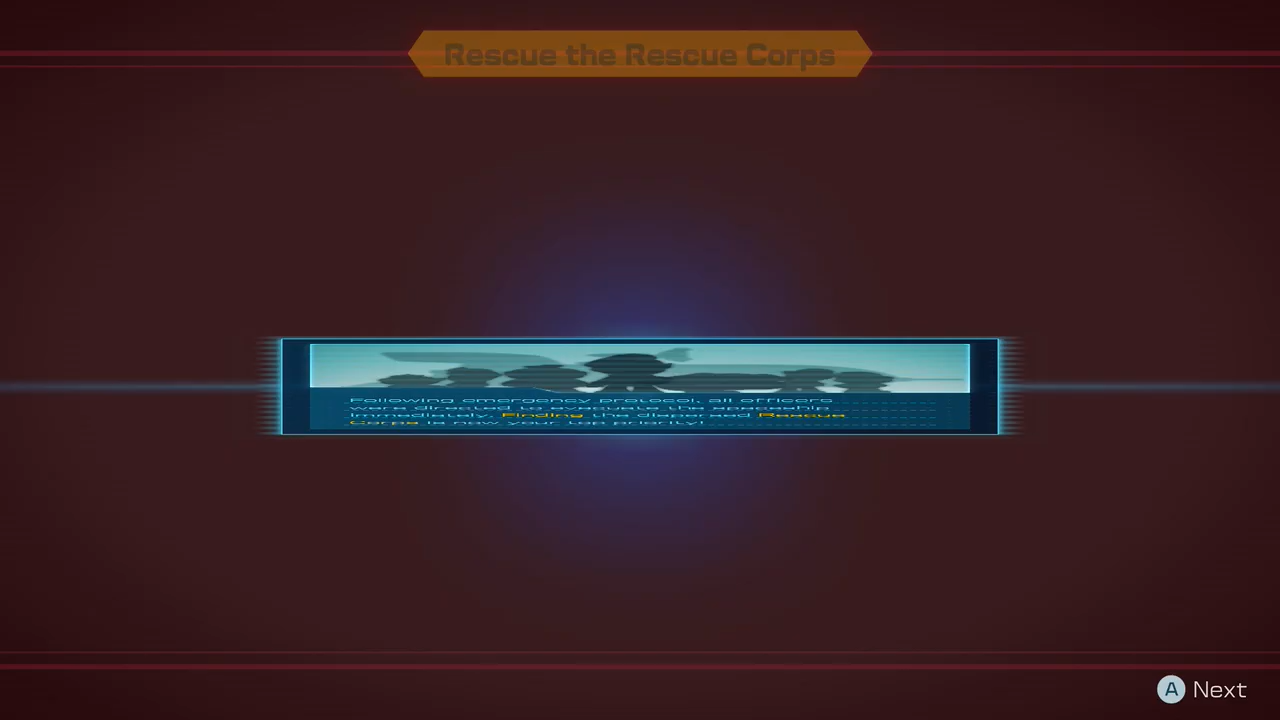 Rescue the Rescue Corps
Following emergency protocol, all officers
were directed to evacuate the spaceship
immediately. Finding the dispersed Rescue
Corps is now your top priority!
A Next